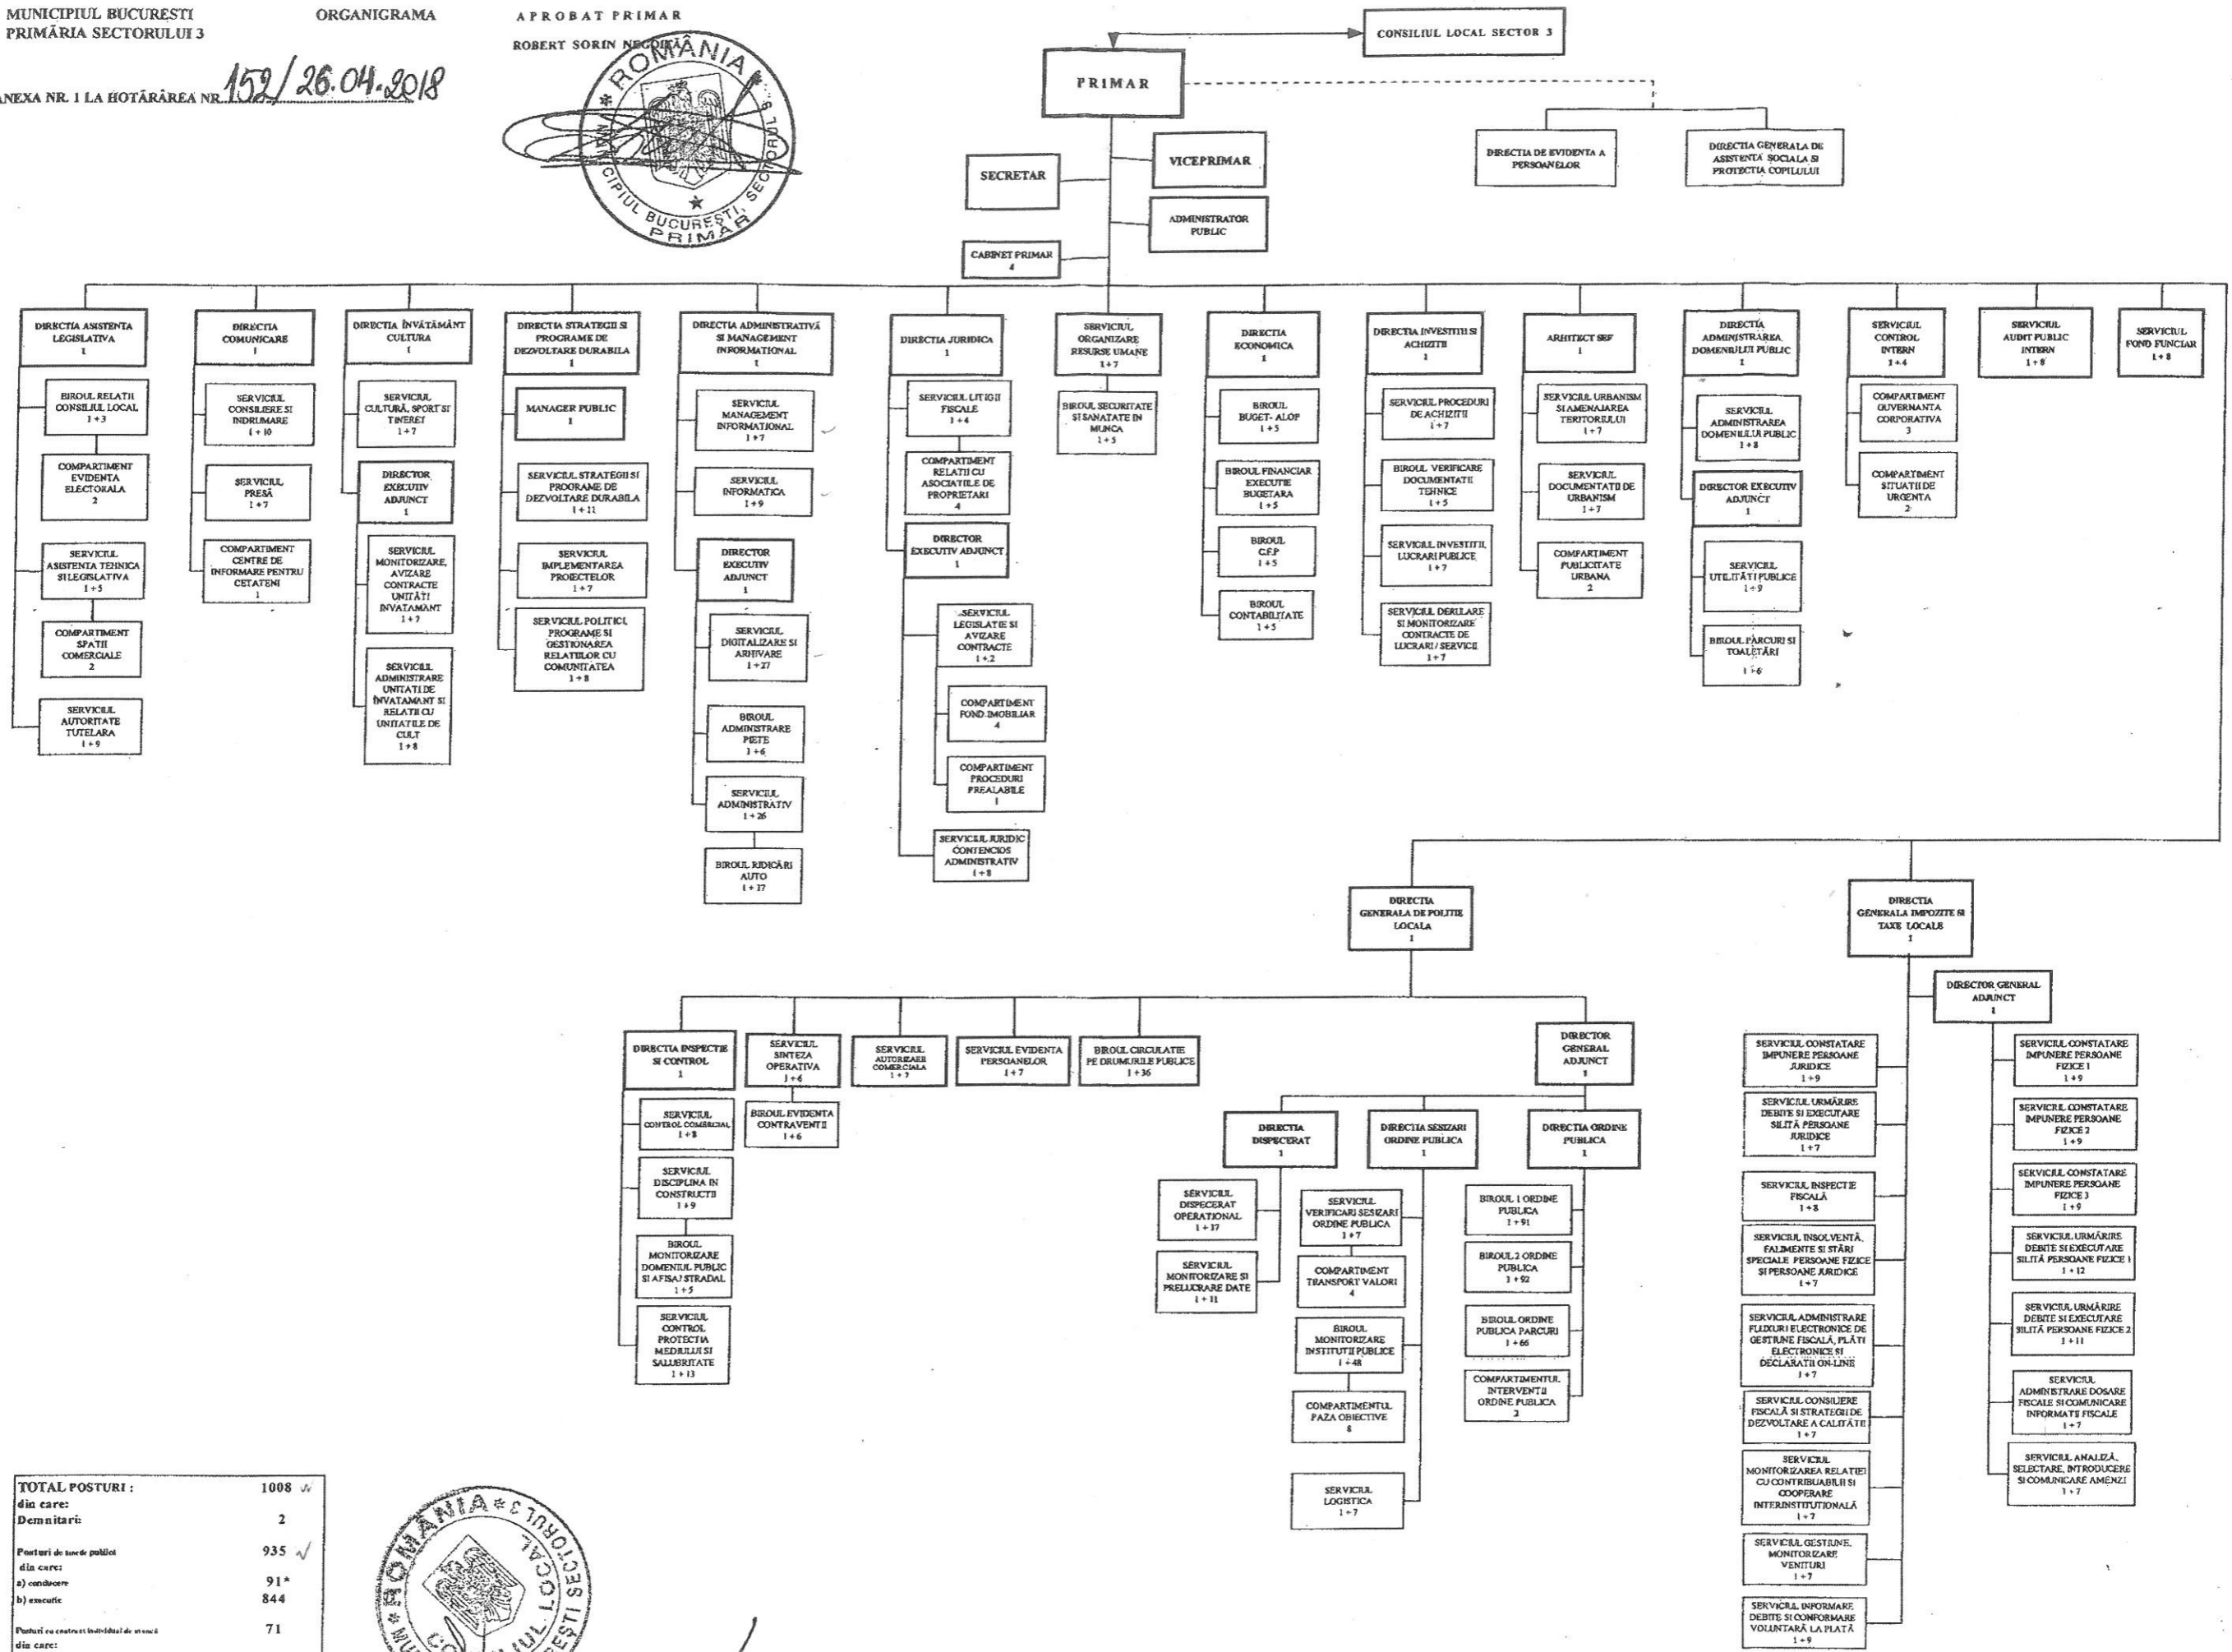 MUNICIPIUL BUCUREȘTI
PRIMĂRIA SECTORULUI 3
ORGANIGRAMA
APROBAT PRIMAR
ROBERT SORIN NEGOIȚĂ
ANEXA NR. 1 LA HOTĂRÂREA NR 152/26.04.2018
ROMÂNIA
MUNICIPIUL BUCUREȘTI, SECTORUL 3
PRIMAR
CONSILIUL LOCAL SECTOR 3
PRIMAR
DIRECTIA DE EVIDENTA A
PERSOANELOR
DIRECTIA GENERALA DE
ASISTENTA SOCIALA SI
PROTECTIA COPILULUI
SECRETAR
VICEPRIMAR
ADMINISTRATOR
PUBLIC
CABINET PRIMAR
4
DIRECTIA ASISTENTA
LEGISLATIVA
1
BIROUL RELATII
CONSILIUL LOCAL
1 + 3
COMPARTIMENT
EVIDENTA
ELECTORALA
2
SERVICIUL
ASISTENTA TEHNICA
SI LEGISLATIVA
1 + 5
COMPARTIMENT
SPATII
COMERCIALE
2
SERVICIUL
AUTORITATE
TUTELARA
1 + 9
DIRECTIA
COMUNICARE
1
SERVICIUL
CONSILIERE SI
INDRUMARE
1 + 10
SERVICIUL
PRESĂ
1 + 7
COMPARTIMENT
CENTRE DE
INFORMARE PENTRU
CETATENI
1
DIRECTIA ÎNVĂTĂMÂNT
CULTURA
1
SERVICIUL
CULTURĂ, SPORT SI
TINERET
1 + 7
DIRECTOR
EXECUTIV
ADJUNCT
1
SERVICIUL
MONITORIZARE,
AVIZARE
CONTRACTE
UNITĂTI
INVATAMANT
1 + 7
SERVICIUL
ADMINISTRARE
UNITATI DE
ÎNVATAMANT SI
RELATII CU
UNITATILE DE
CULT
1 + 8
DIRECTIA STRATEGII SI
PROGRAME DE
DEZVOLTARE DURABILA
1
MANAGER PUBLIC
1
SERVICIUL STRATEGII SI
PROGRAME DE
DEZVOLTARE DURABILA
1 + 11
SERVICIUL
IMPLEMENTAREA
PROIECTELOR
1 + 7
SERVICIUL POLITICI,
PROGRAME SI
GESTIONAREA
RELATIILOR CU
COMUNITATEA
1 + 8
DIRECTIA ADMINISTRATIVĂ
SI MANAGEMENT
INFORMATIONAL
1
SERVICIUL
MANAGEMENT
INFORMATIONAL
1 + 7
SERVICIUL
INFORMATICA
1 + 9
DIRECTOR
EXECUTIV
ADJUNCT
1
SERVICIUL
DIGITALIZARE SI
ARHIVARE
1 + 27
BIROUL
ADMINISTRARE
PIETE
1 + 6
SERVICIUL
ADMINISTRATIV
1 + 26
BIROUL RIDICĂRI
AUTO
1 + 17
DIRECTIA JURIDICA
1
SERVICIUL LITIGII
FISCALE
1 + 4
COMPARTIMENT
RELATII CU
ASOCIATIILE DE
PROPRIETARI
4
DIRECTOR
EXECUTIV ADJUNCT
1
SERVICIUL
LEGISLATIE SI
AVIZARE
CONTRACTE
1 + 2
COMPARTIMENT
FOND IMOBILIAR
4
COMPARTIMENT
PROCEDURI
PREALABILE
1
SERVICIUL JURIDIC
CONTENCIOS
ADMINISTRATIV
1 + 8
SERVICIUL
ORGANIZARE
RESURSE UMANE
1 + 7
BIROUL SECURITATE
SI SANATATE IN
MUNCA
1 + 5
DIRECTIA
ECONOMICA
1
BIROUL
BUGET- ALOP
1 + 5
BIROUL FINANCIAR
EXECUTIE
BUGETARA
1 + 5
BIROUL
C.F.P
1 + 5
BIROUL
CONTABILITATE
1 + 5
DIRECTIA INVESTITII SI
ACHIZITII
1
SERVICIUL PROCEDURI
DE ACHIZITII
1 + 7
BIROUL VERIFICARE
DOCUMENTATII
TEHNICE
1 + 5
SERVICIUL INVESTITII,
LUCRARI PUBLICE
1 + 7
SERVICIUL DERULARE
SI MONITORIZARE
CONTRACTE DE
LUCRARI / SERVICII
1 + 7
ARHITECT SEF
1
SERVICIUL URBANISM
SI AMENAJAREA
TERITORIULUI
1 + 7
SERVICIUL
DOCUMENTATII DE
URBANISM
1 + 7
COMPARTIMENT
PUBLICITATE
URBANA
2
DIRECTIA
ADMINISTRAREA
DOMENIULUI PUBLIC
1
SERVICIUL
ADMINISTRAREA
DOMENIULUI PUBLIC
1 + 8
DIRECTOR EXECUTIV
ADJUNCT
1
SERVICIUL
UTILITĂTI PUBLICE
1 + 9
BIROUL PARCURI SI
TOALETĂRI
1 + 6
SERVICIUL
CONTROL
INTERN
1 + 4
COMPARTIMENT
GUVERNANTA
CORPORATIVA
3
COMPARTIMENT
SITUATII DE
URGENTA
2
SERVICIUL
AUDIT PUBLIC
INTERN
1 + 8
SERVICIUL
FOND FUNCIAR
1 + 8
DIRECTIA
GENERALA DE POLITIE
LOCALA
1
DIRECTIA
GENERALA IMPOZITE SI
TAXE LOCALE
1
DIRECTIA INSPECTIE
SI CONTROL
1
SERVICIUL
CONTROL COMERCIAL
1 + 8
SERVICIUL
DISCIPLINA IN
CONSTRUCTII
1 + 9
BIROUL
MONITORIZARE
DOMENIUL PUBLIC
SI AFISAJ STRADAL
1 + 5
SERVICIUL
CONTROL
PROTECTIA
MEDIULUI SI
SALUBRITATE
1 + 13
SERVICIUL
SINTEZA
OPERATIVA
1 + 6
BIROUL EVIDENTA
CONTRAVENTII
1 + 6
SERVICIUL
AUTORIZARE
COMERCIALA
1 + 7
SERVICIUL EVIDENTA
PERSOANELOR
1 + 7
BIROUL CIRCULATIE
PE DRUMURILE PUBLICE
1 + 36
DIRECTOR
GENERAL
ADJUNCT
1
DIRECTIA
DISPECERAT
1
SERVICIUL
DISPECERAT
OPERATIONAL
1 + 17
SERVICIUL
MONITORIZARE SI
PRELUCRARE DATE
1 + 11
DIRECTIA SESIZARI
ORDINE PUBLICA
1
SERVICIUL
VERIFICARI SESIZARI
ORDINE PUBLICA
1 + 7
COMPARTIMENT
TRANSPORT VALORI
4
BIROUL
MONITORIZARE
INSTITUTII PUBLICE
1 + 48
COMPARTIMENTUL
PAZA OBIECTIVE
8
SERVICIUL
LOGISTICA
1 + 7
DIRECTIA ORDINE
PUBLICA
1
BIROUL 1 ORDINE
PUBLICA
1 + 91
BIROUL 2 ORDINE
PUBLICA
1 + 92
BIROUL ORDINE
PUBLICA PARCURI
1 + 66
COMPARTIMENTUL
INTERVENTII
ORDINE PUBLICA
2
DIRECTOR GENERAL
ADJUNCT
1
SERVICIUL CONSTATARE
IMPUNERE PERSOANE
JURIDICE
1 + 9
SERVICIUL URMĂRIRE
DEBITE SI EXECUTARE
SILITĂ PERSOANE
JURIDICE
1 + 7
SERVICIUL INSPECTIE
FISCALĂ
1 + 8
SERVICIUL INSOLVENTĂ,
FALIMENTE SI STĂRI
SPECIALE PERSOANE FIZICE
SI PERSOANE JURIDICE
1 + 7
SERVICIUL ADMINISTRARE
FLUXURI ELECTRONICE DE
GESTIUNE FISCALĂ, PLĂTI
ELECTRONICE SI
DECLARATII ON-LINE
1 + 7
SERVICIUL CONSILIERE
FISCALĂ SI STRATEGII DE
DEZVOLTARE A CALITĂTII
1 + 7
SERVICIUL
MONITORIZAREA RELATIEI
CU CONTRIBUABILII SI
COOPERARE
INTERINSTITUTIONALĂ
1 + 7
SERVICIUL GESTIUNE,
MONITORIZARE
VENITURI
1 + 7
SERVICIUL INFORMARE
DEBITE SI CONFORMARE
VOLUNTARĂ LA PLATĂ
1 + 9
SERVICIUL CONSTATARE
IMPUNERE PERSOANE
FIZICE 1
1 + 9
SERVICIUL CONSTATARE
IMPUNERE PERSOANE
FIZICE 2
1 + 9
SERVICIUL CONSTATARE
IMPUNERE PERSOANE
FIZICE 3
1 + 9
SERVICIUL URMĂRIRE
DEBITE SI EXECUTARE
SILITĂ PERSOANE FIZICE 1
1 + 12
SERVICIUL URMĂRIRE
DEBITE SI EXECUTARE
SILITĂ PERSOANE FIZICE 2
1 + 11
SERVICIUL
ADMINISTRARE DOSARE
FISCALE SI COMUNICARE
INFORMATII FISCALE
1 + 7
SERVICIUL ANALIZĂ,
SELECTARE, INTRODUCERE
SI COMUNICARE AMENZI
1 + 7
TOTAL POSTURI : 1008
din care:
Demnitari: 2
Posturi de functie publica 935
din care:
a) conducere 91*
b) executie 844
Posturi cu contract individual de munca 71
din care:
ROMÂNIA
SECTORUL 3
LOCAL